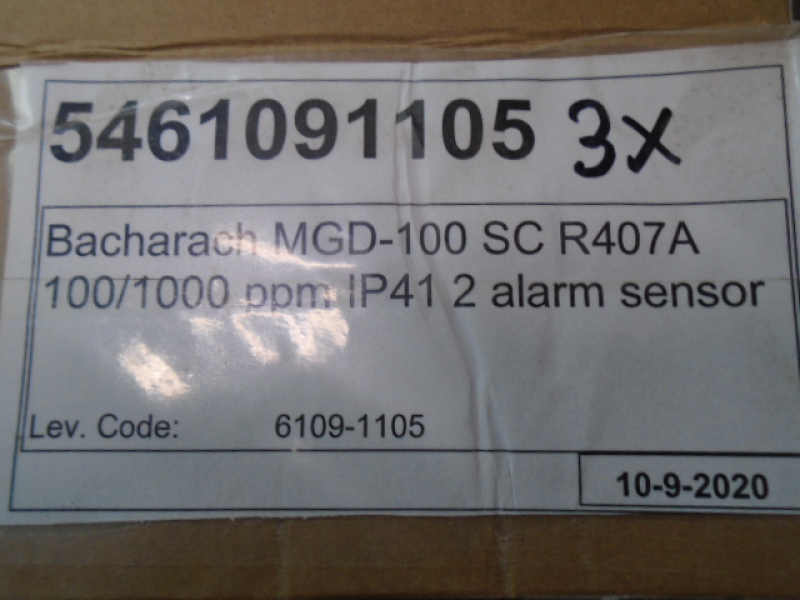 5461091105 3x
Bacharach MGD-100 SC R407A
100/1000 ppm IP41 2 alarm sensor
Lev. Code: 6109-1105
10-9-2020